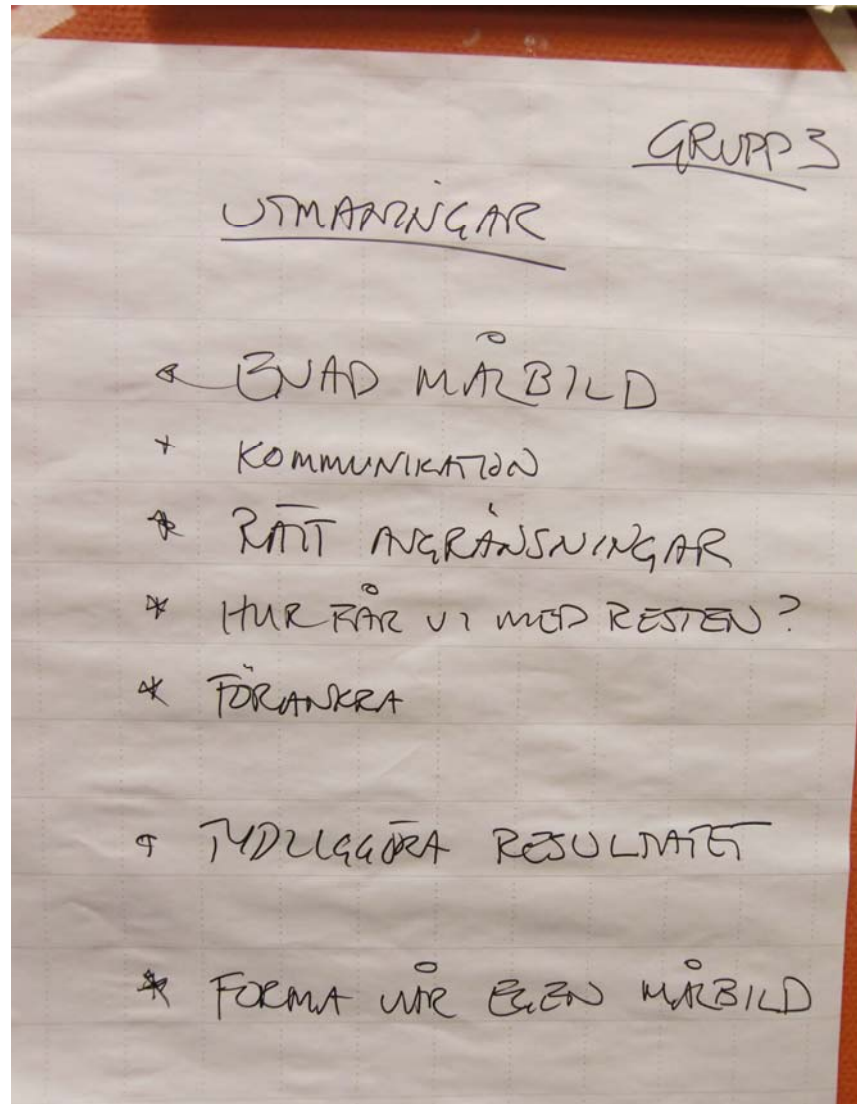 GRUPP 3
UTMANINGAR
* ENAD MÅLBILD
* KOMMUNIKATION
* RÄTT AVGRÄNSNINGAR
* HUR FÅR VI MED RESTEN?
* FÖRANKRA
* TYDLIGGÖRA RESULTATET
* FORMA VÅR EGEN MÅLBILD